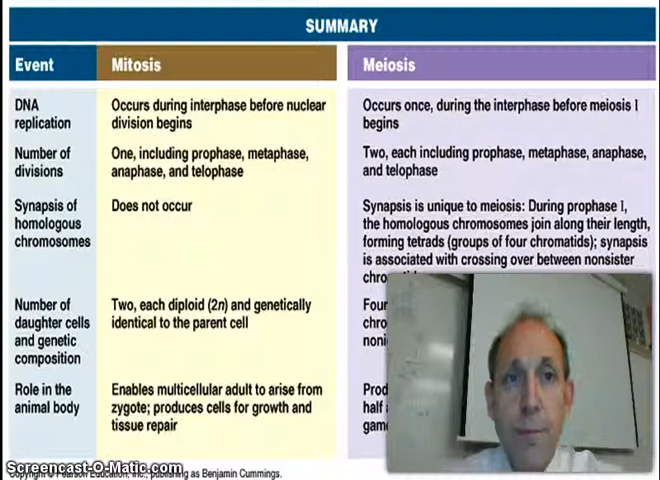 SUMMARY
Event Mitosis Meiosis
DNA
replication
Occurs during interphase before nuclear
division begins
Occurs once, during the interphase before meiosis I
begins
Number of
divisions
One, including prophase, metaphase,
anaphase, and telophase
Two, each including prophase, metaphase, anaphase,
and telophase
Synapsis of
homologous
chromosomes
Does not occur
Synapsis is unique to meiosis: During prophase I,
the homologous chromosomes join along their length,
forming tetrads (groups of four chromatids); synapsis
is associated with crossing over between nonsister
Number of
daughter cells
and genetic
composition
Two, each diploid (2n) and genetically
identical to the parent cell
Four
Role in the
animal body
Enables multicellular adult to arise from
zygote; produces cells for growth and
tissue repair
half
Screencast-O-Matic.com
Copyright © Pearson Education, Inc., publishing as Benjamin Cummings.